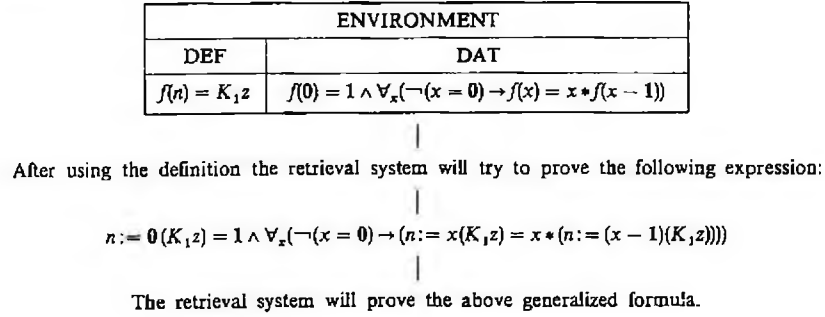 ENVIRONMENT
DEF DAT
f(n) = K₁z f(0) = 1 ∧ ∀ₓ(¬(x = 0) → f(x) = x * f(x − 1))
After using the definition the retrieval system will try to prove the following expression:
n := 0(K₁z) = 1 ∧ ∀ₓ(¬(x = 0) → (n := x(K₁z) = x * (n := (x − 1)(K₁z))))
The retrieval system will prove the above generalized formula.